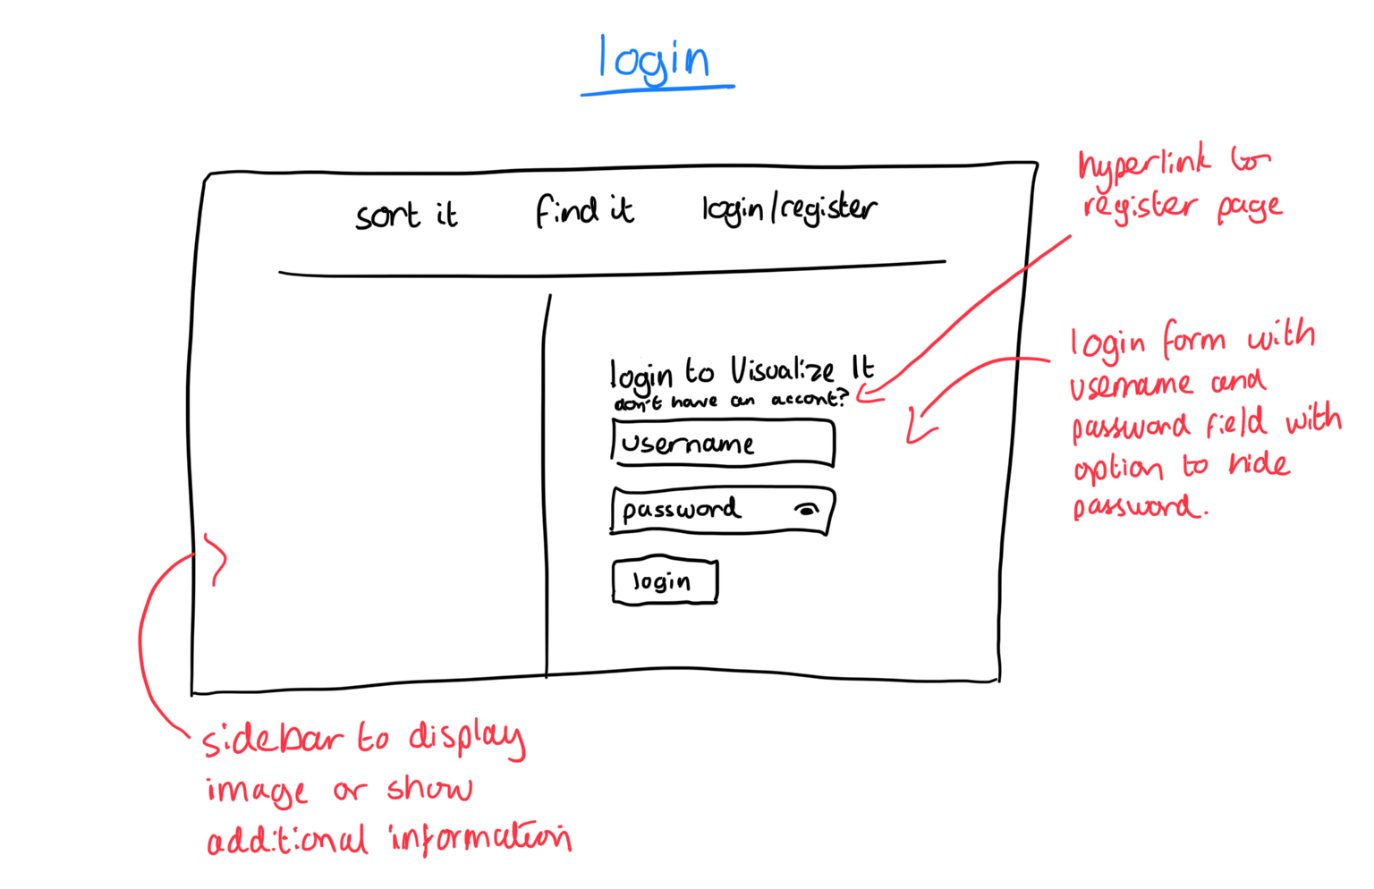 login
sort it find it login/register
hyperlink to
register page
login to Visualize It
don't have an accont?
username
password
login
login form with
username and
password field with
option to hide
password.
sidebar to display
image or show
additional information